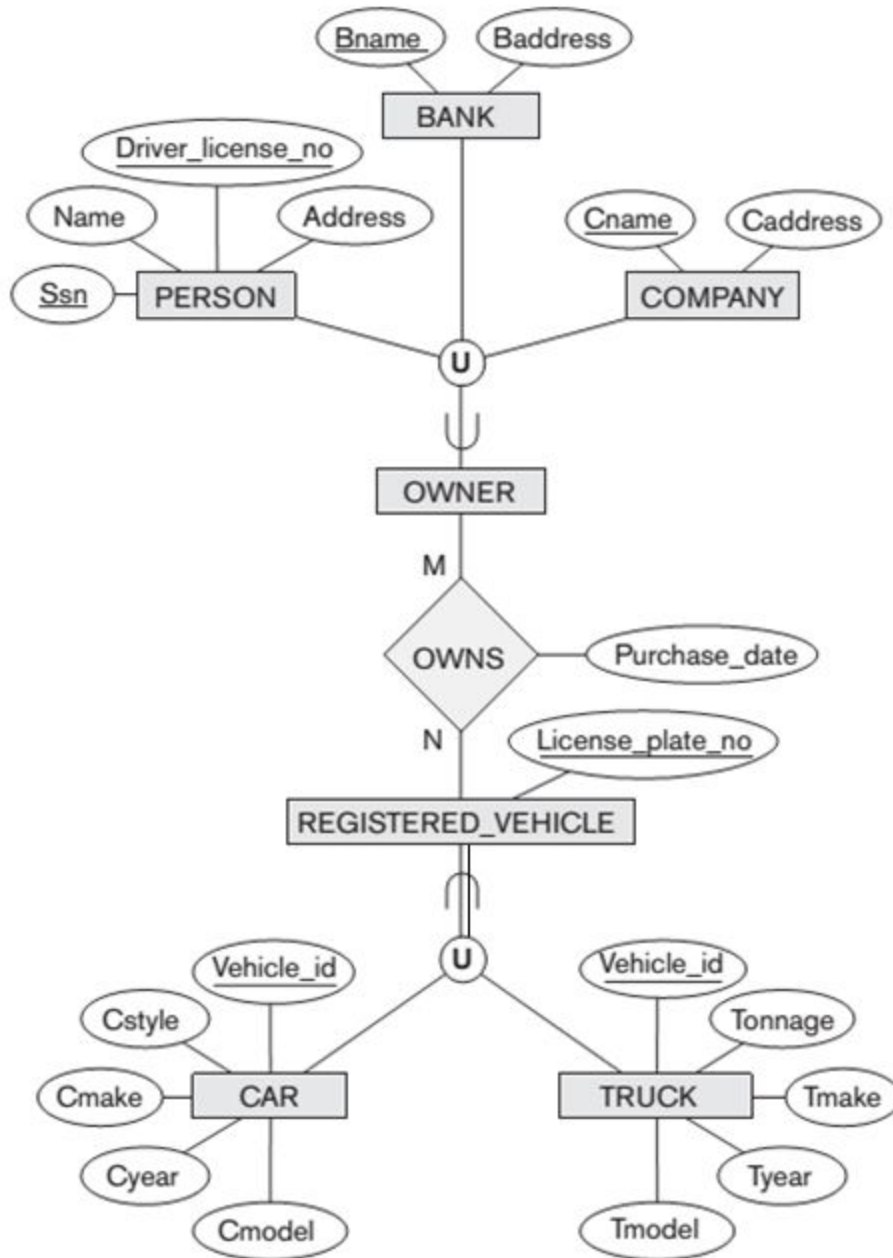 Bname
Baddress
BANK
Driver_license_no
Name
Address
Cname
Caddress
Ssn
PERSON
COMPANY
U
OWNER
M
OWNS
Purchase_date
N
License_plate_no
REGISTERED_VEHICLE
U
Vehicle_id
Vehicle_id
Cstyle
Tonnage
Cmake
CAR
TRUCK
Tmake
Cyear
Tyear
Cmodel
Tmodel